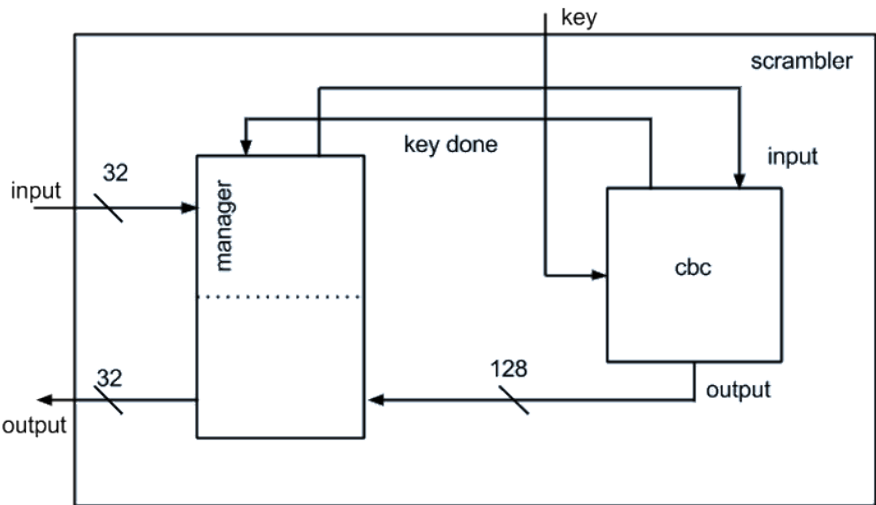 key
scrambler
key done
input
32
input
manager
cbc
128
32
output
output